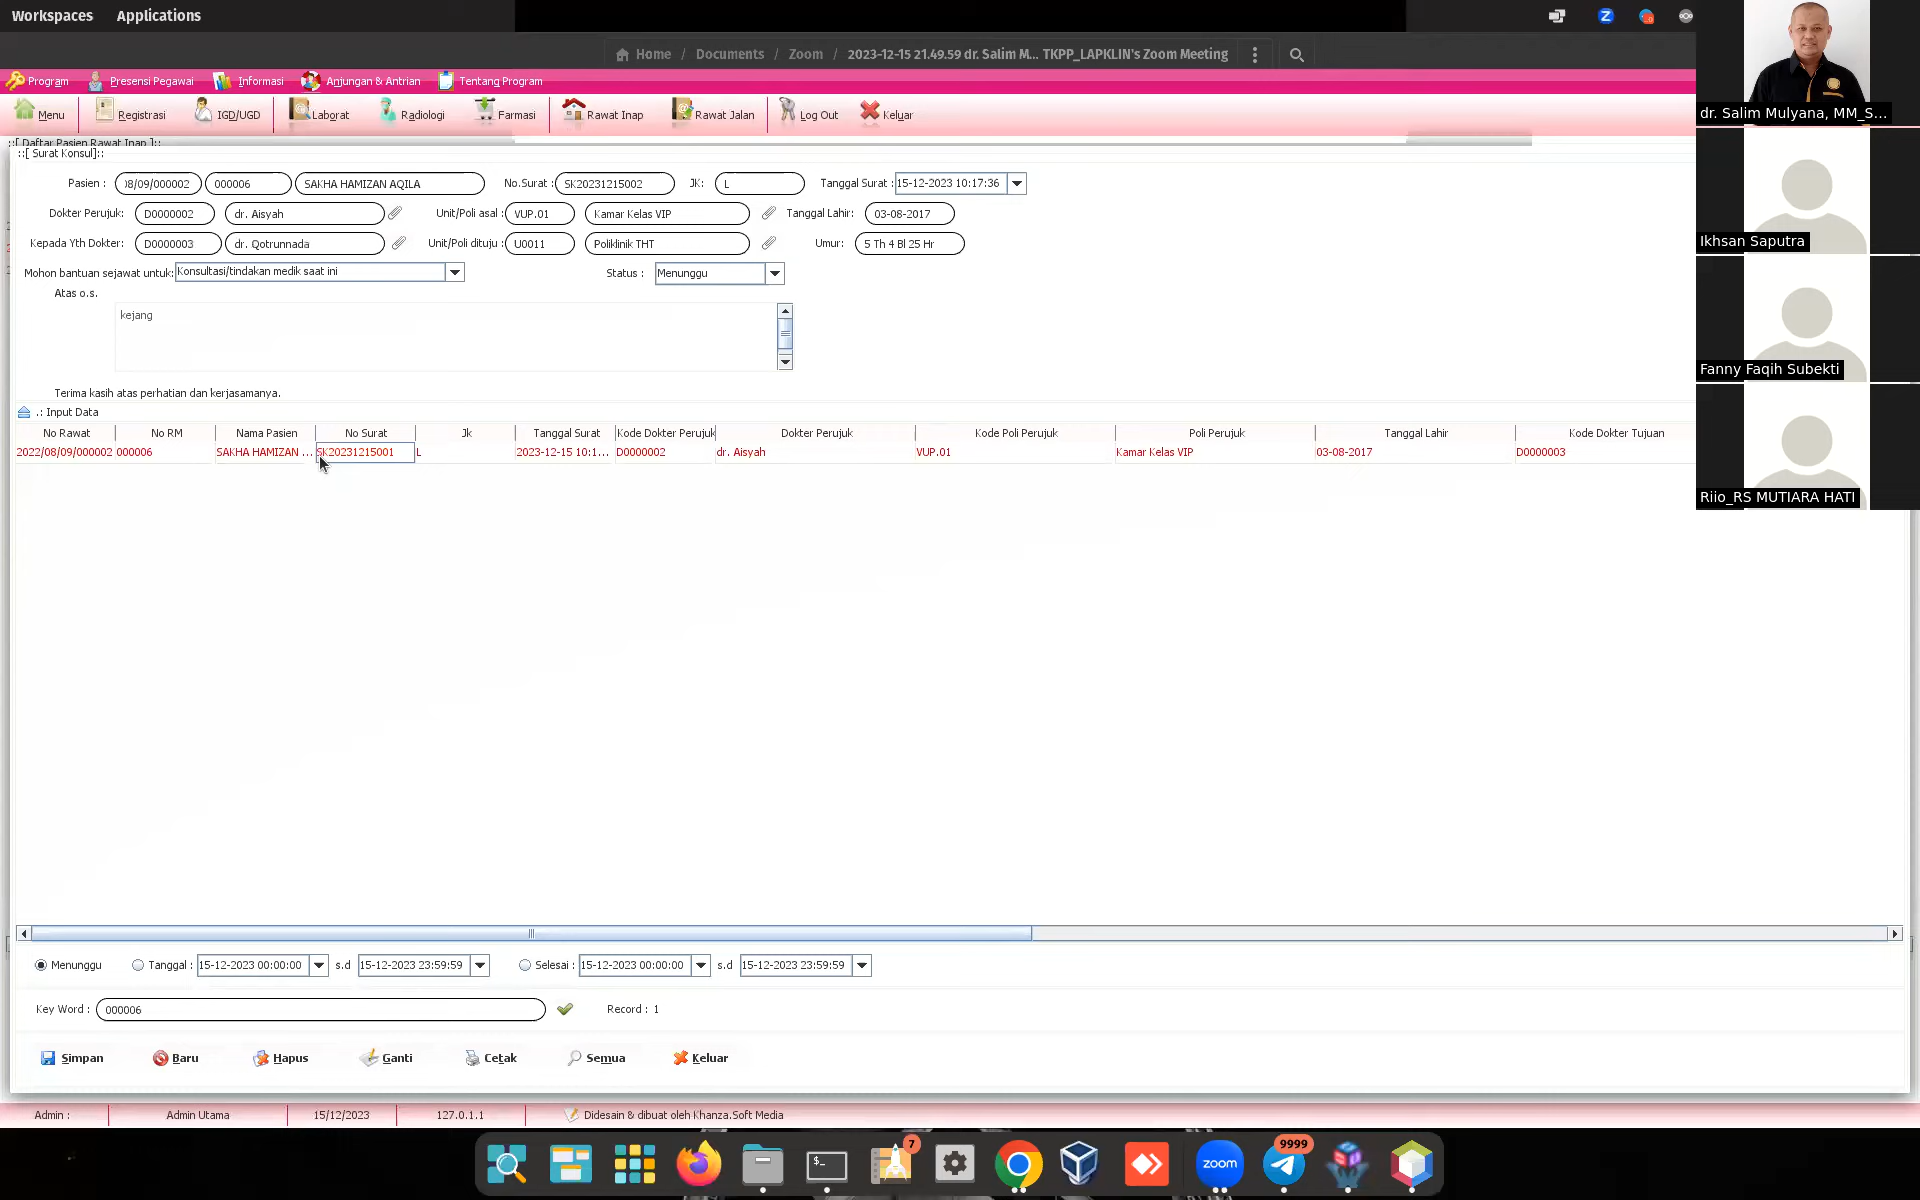 Workspaces Applications
Home / Documents / Zoom / 2023-12-15 21.49.59 dr. Salim M... TKPP_LAPKLIN's Zoom Meeting
Program Presensi Pegawai Informasi Anjungan & Antrian Tentang Program
Menu Registrasi IGD/UGD Laborat Radiologi Farmasi Rawat Inap Rawat Jalan Log Out Keluar
dr. Salim Mulyana, MM_S...
::[ Daftar Pasien Rawat Inap ]::
::[ Surat Konsul]::
Pasien : )8/09/000002 000006 SAKHA HAMIZAN AQILA No.Surat : SK20231215002 JK: L Tanggal Surat : 15-12-2023 10:17:36
Dokter Perujuk: D0000002 dr. Aisyah Unit/Poli asal : VUP.01 Kamar Kelas VIP Tanggal Lahir: 03-08-2017
Kepada Yth Dokter: D0000003 dr. Qotrunnada Unit/Poli dituju : U0011 Poliklinik THT Umur: 5 Th 4 Bl 25 Hr
Ikhsan Saputra
Mohon bantuan sejawat untuk: Konsultasi/tindakan medik saat ini Status : Menunggu
Atas o.s.
kejang
Fanny Faqih Subekti
Terima kasih atas perhatian dan kerjasamanya.
.: Input Data
No Rawat No RM Nama Pasien No Surat Jk Tanggal Surat Kode Dokter Perujuk Dokter Perujuk Kode Poli Perujuk Poli Perujuk Tanggal Lahir Kode Dokter Tujuan
2022/08/09/000002 000006 SAKHA HAMIZAN ... SK20231215001 L 2023-12-15 10:1... D0000002 dr. Aisyah VUP.01 Kamar Kelas VIP 03-08-2017 D0000003
Riio_RS MUTIARA HATI
Menunggu Tanggal : 15-12-2023 00:00:00 s.d 15-12-2023 23:59:59 Selesai : 15-12-2023 00:00:00 s.d 15-12-2023 23:59:59
Key Word : 000006 Record : 1
Simpan Baru Hapus Ganti Cetak Semua Keluar
Admin : Admin Utama 15/12/2023 127.0.1.1 Didesain & dibuat oleh Khanza.Soft Media
7
9999
zoom